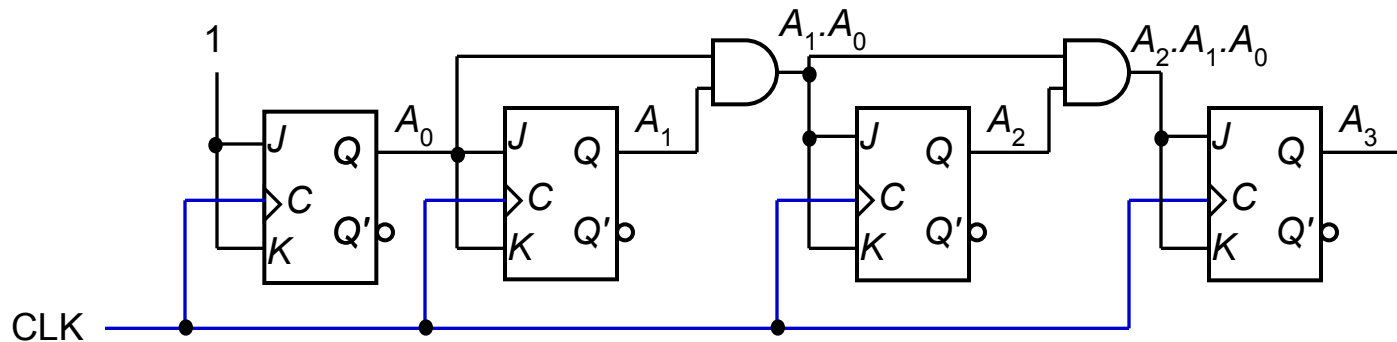 1
A₁.A₀
A₂.A₁.A₀
J Q A₀ J Q A₁ J Q A₂ J Q A₃
C C C C
K Q' K Q' K Q' K Q'
CLK